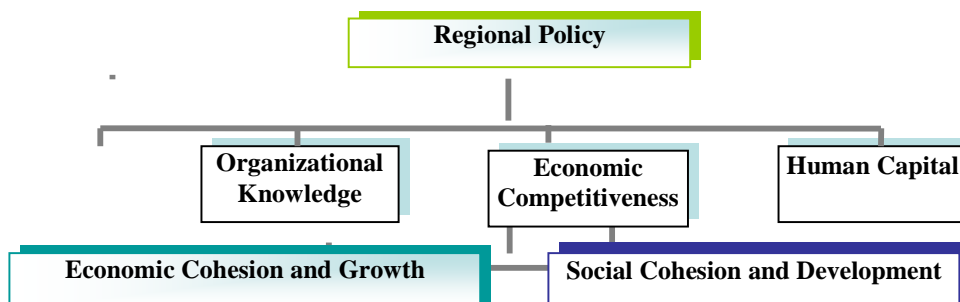 Regional Policy
Organizational
Knowledge
Economic
Competitiveness
Human Capital
Economic Cohesion and Growth
Social Cohesion and Development